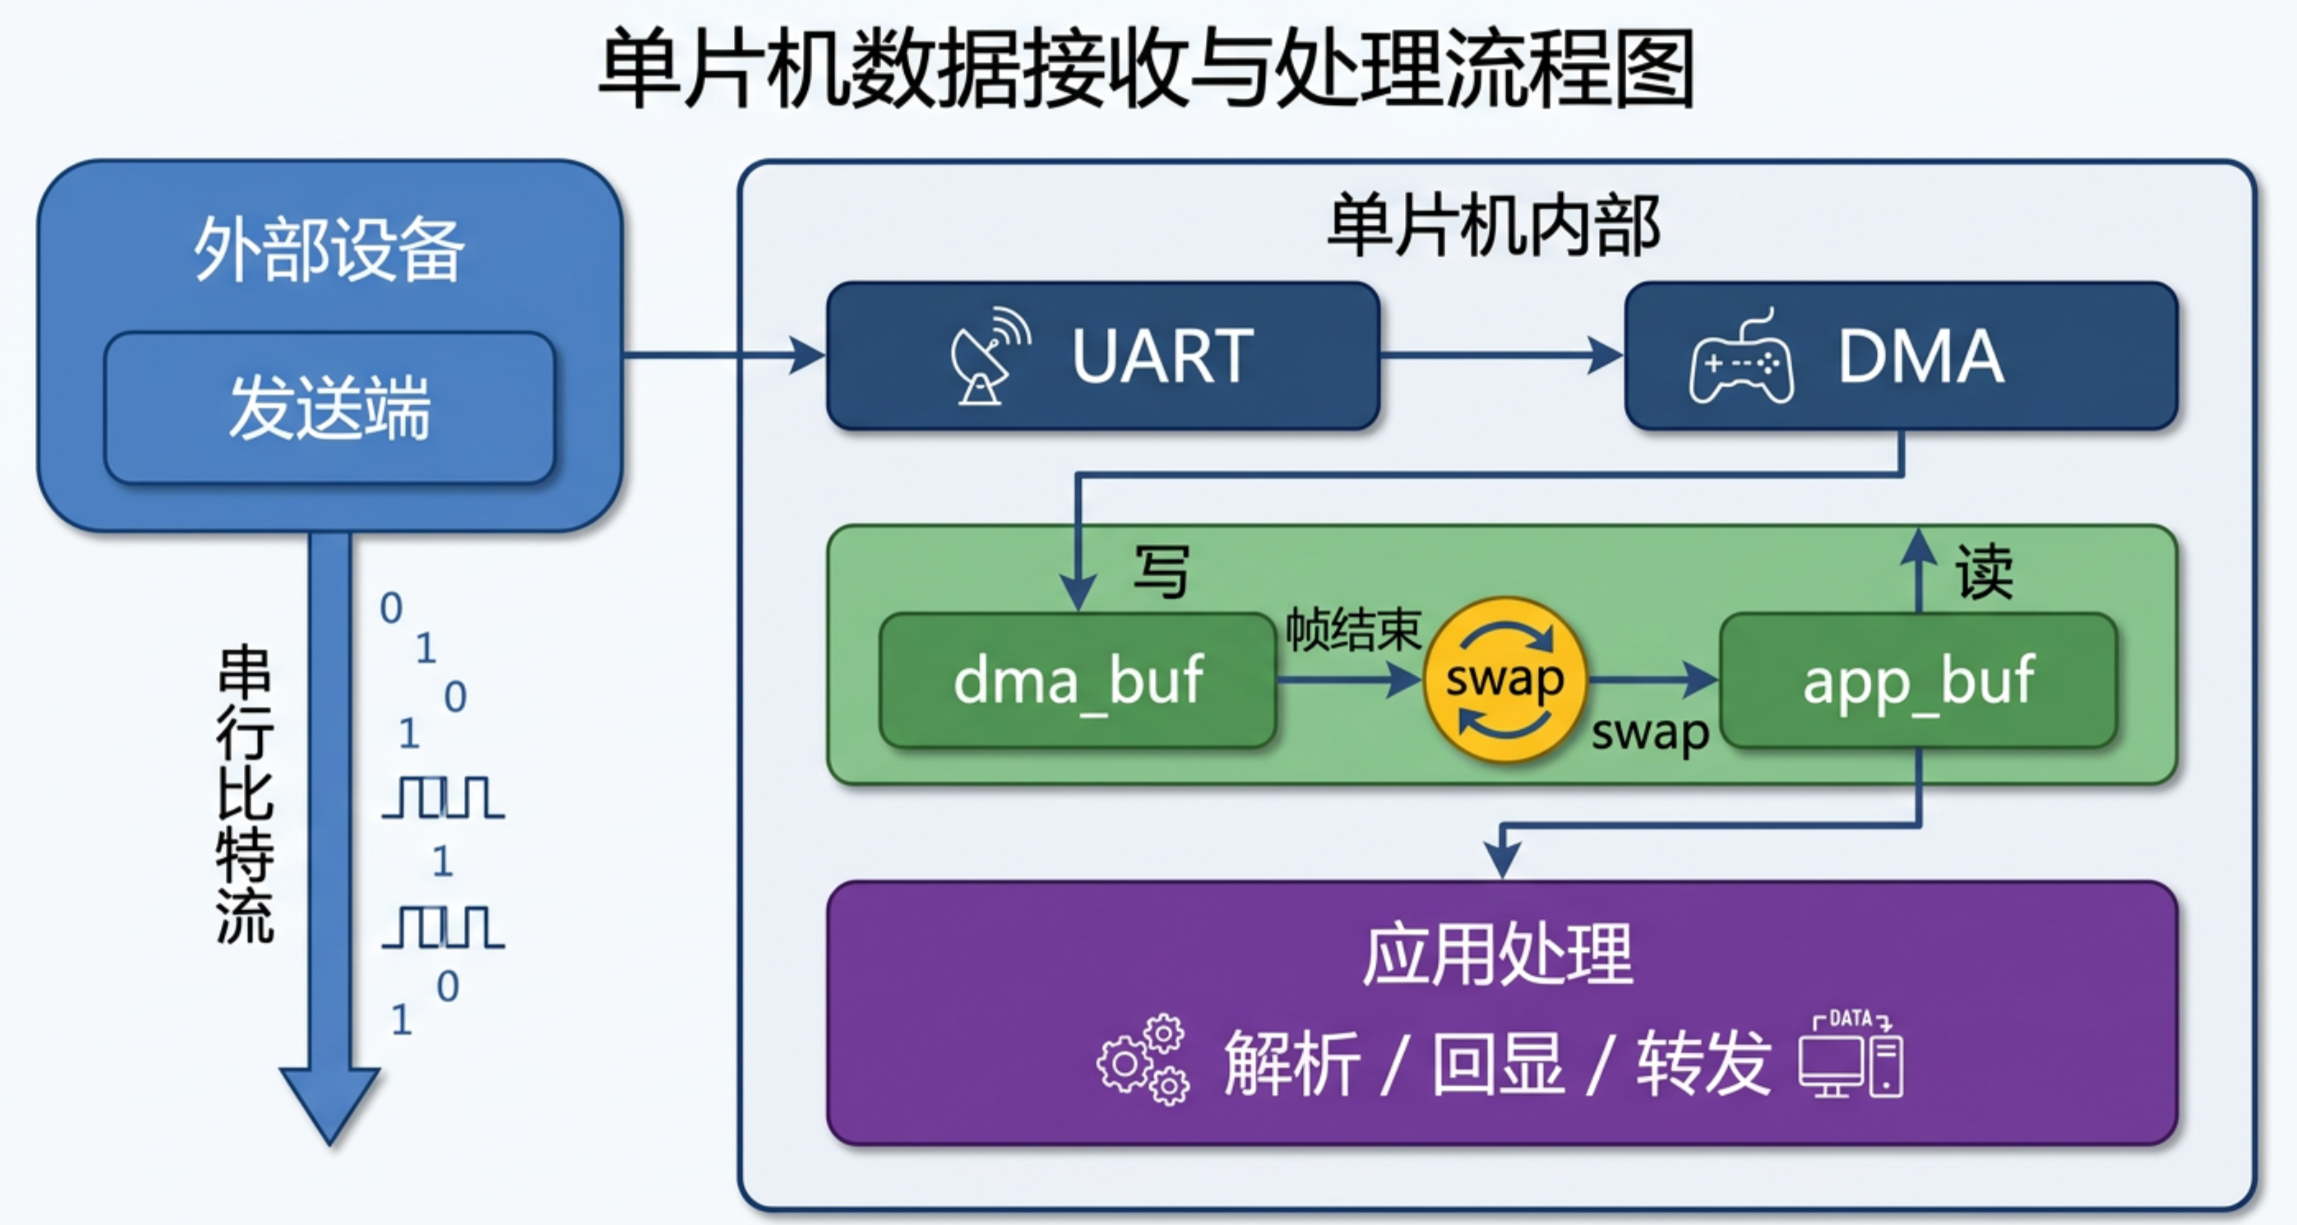 单片机数据接收与处理流程图
外部设备
发送端
串行比特流
0
1
0
1
1
0
1
单片机内部
UART
DMA
写
读
dma_buf
帧结束
swap
swap
app_buf
应用处理
解析 / 回显 / 转发
DATA